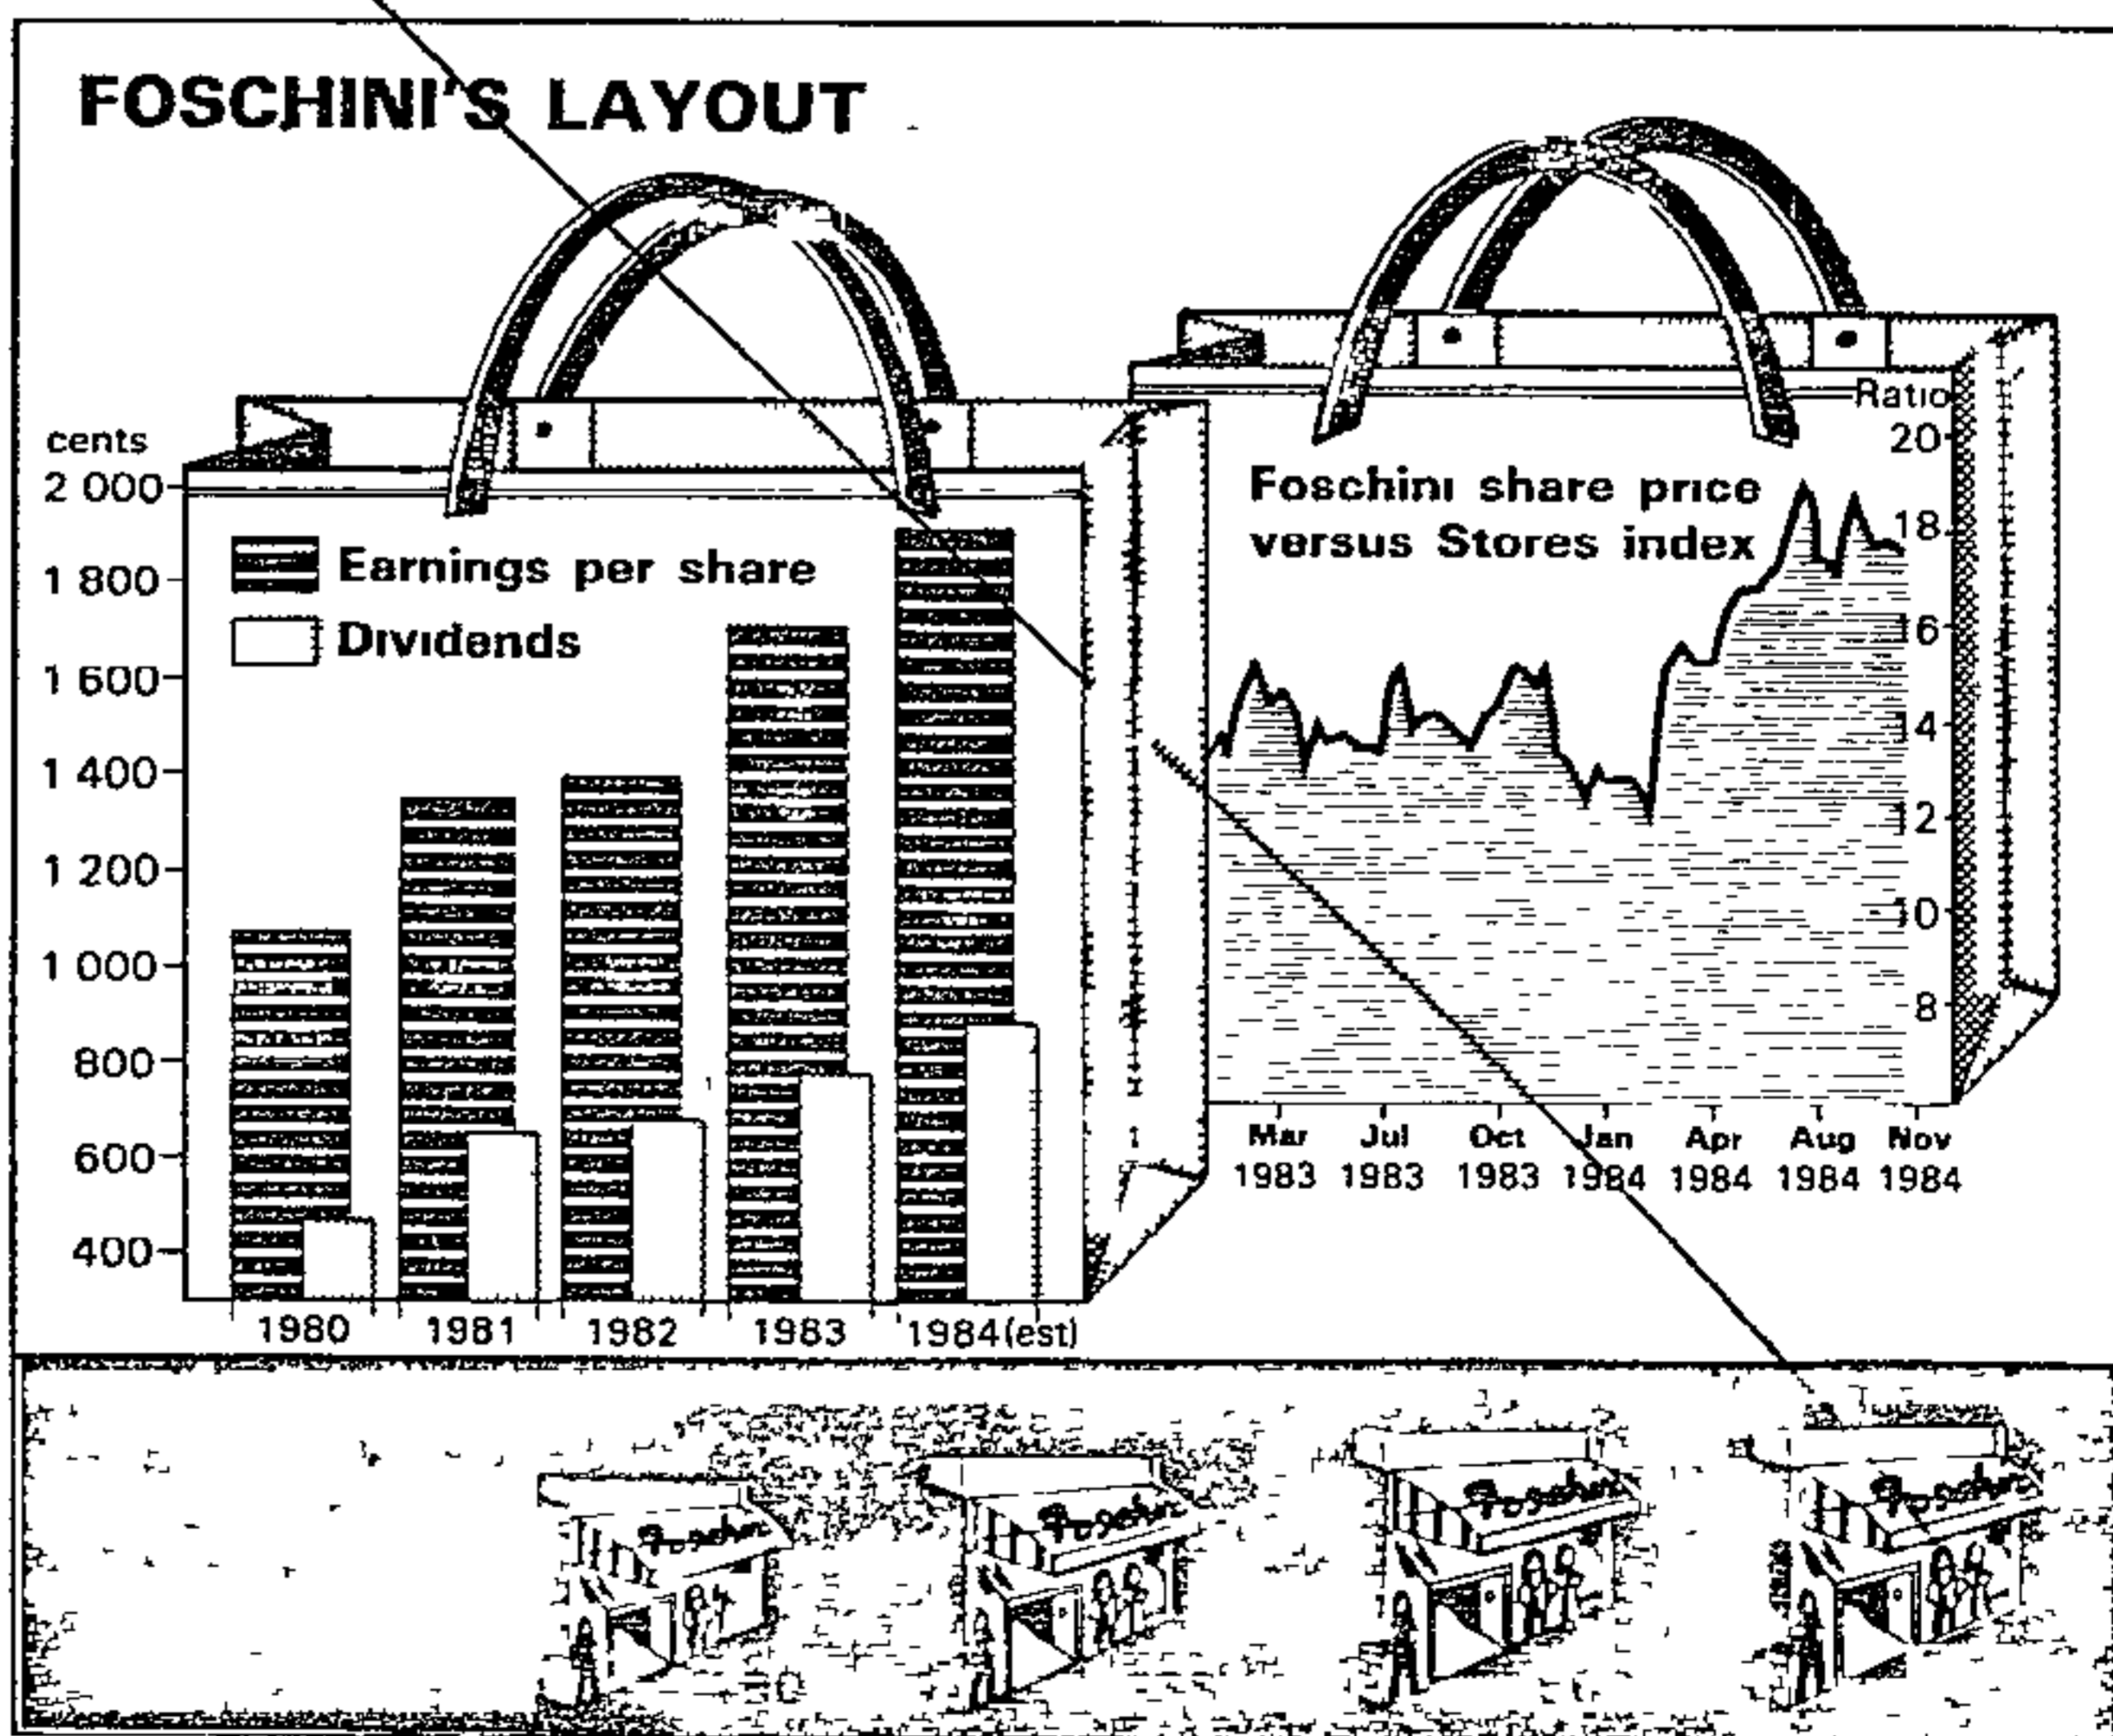 FOSCHINI'S LAYOUT
cents
2 000
1 800
1 600
1 400
1 200
1 000
800
600
400
Earnings per share
Dividends
1980
1981
1982
1983
1984(est)
Ratio
20
18
16
14
12
10
8
Foschini share price
versus Stores index
Mar
1983
Jul
1983
Oct
1983
Jan
1984
Apr
1984
Aug
1984
Nov
1984